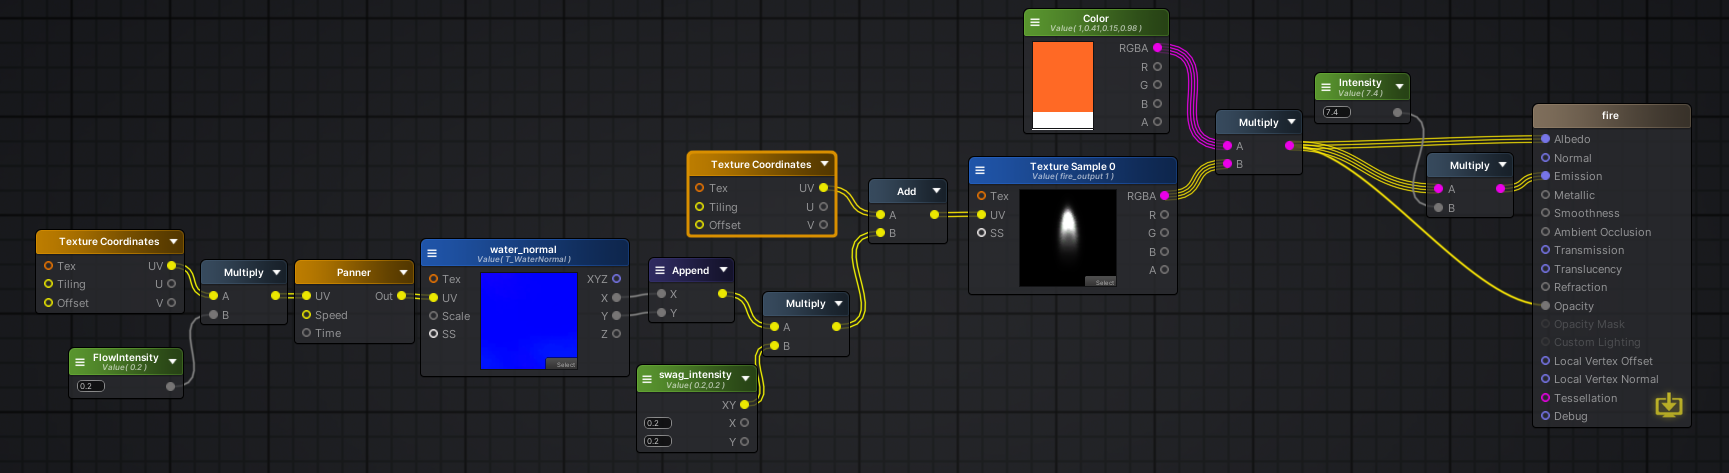 Color
Value( 1,0.41,0.15,0.98 )
RGBA
R
G
B
A
Intensity
Value( 7.4 )
7.4
fire
Albedo
Normal
Emission
Metallic
Smoothness
Ambient Occlusion
Transmission
Translucency
Refraction
Opacity
Opacity Mask
Custom Lighting
Local Vertex Offset
Local Vertex Normal
Tessellation
Debug
Multiply
A
B
Multiply
A
B
Texture Coordinates
Tex UV
Tiling U
Offset V
Add
A
B
Texture Sample 0
Value( fire_output 1 )
Tex RGBA
UV R
SS G
B
A
Select
Texture Coordinates
Tex UV
Tiling U
Offset V
Multiply
A
B
Panner
UV Out
Speed
Time
water_normal
Value( T_WaterNormal )
Tex XYZ
UV X
Scale Y
SS Z
Select
Append
X
Y
Multiply
A
B
FlowIntensity
Value( 0.2 )
0.2
swag_intensity
Value( 0.2,0.2 )
XY
0.2 X
0.2 Y